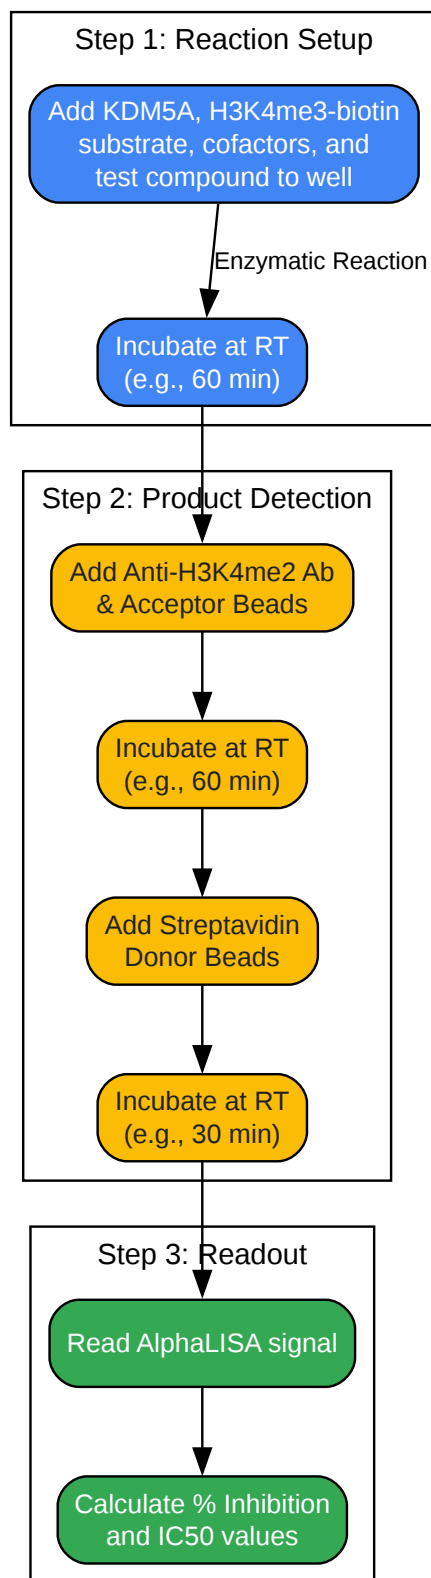 Step 1: Reaction Setup
Add KDM5A, H3K4me3-biotin
substrate, cofactors, and
test compound to well
Enzymatic Reaction
Incubate at RT
(e.g., 60 min)
Step 2: Product Detection
Add Anti-H3K4me2 Ab
& Acceptor Beads
Incubate at RT
(e.g., 60 min)
Add Streptavidin
Donor Beads
Incubate at RT
(e.g., 30 min)
Step 3: Readout
Read AlphaLISA signal
Calculate % Inhibition
and IC50 values